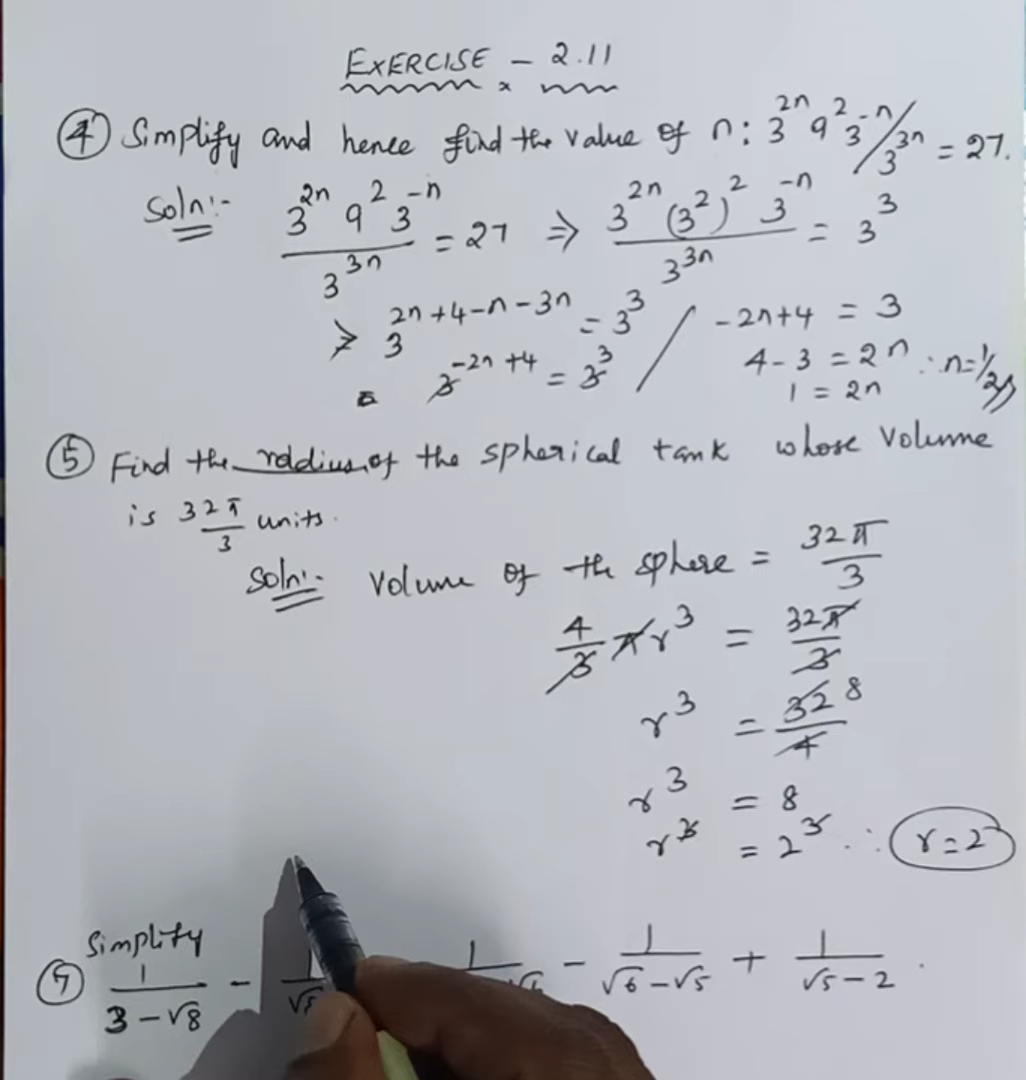 EXERCISE - 2.11
④ Simplify and hence find the value of n: 3^2n 9^2 3^-n / 3^3n = 27.
Soln:- 3^2n 9^2 3^-n / 3^3n = 27 ⇒ 3^2n (3^2)^2 3^-n / 3^3n = 3^3
⇒ 3^2n+4-n-3n = 3^3 / -2n+4 = 3
3^-2n+4 = 3^3 4-3 = 2n ∴ n=1/2
1 = 2n
⑤ Find the raddius of the spherical tank whose volume
is 32π/3 units.
Soln:- Volume of the sphere = 32π/3
4/3 πr^3 = 32π/3
r^3 = 32/4 8
r^3 = 8
r^3 = 2^3 ∴ r=2
Simplify
⑦ 1/(3-√8) - 1/ - 1/(√6-√5) + 1/(√5-2).